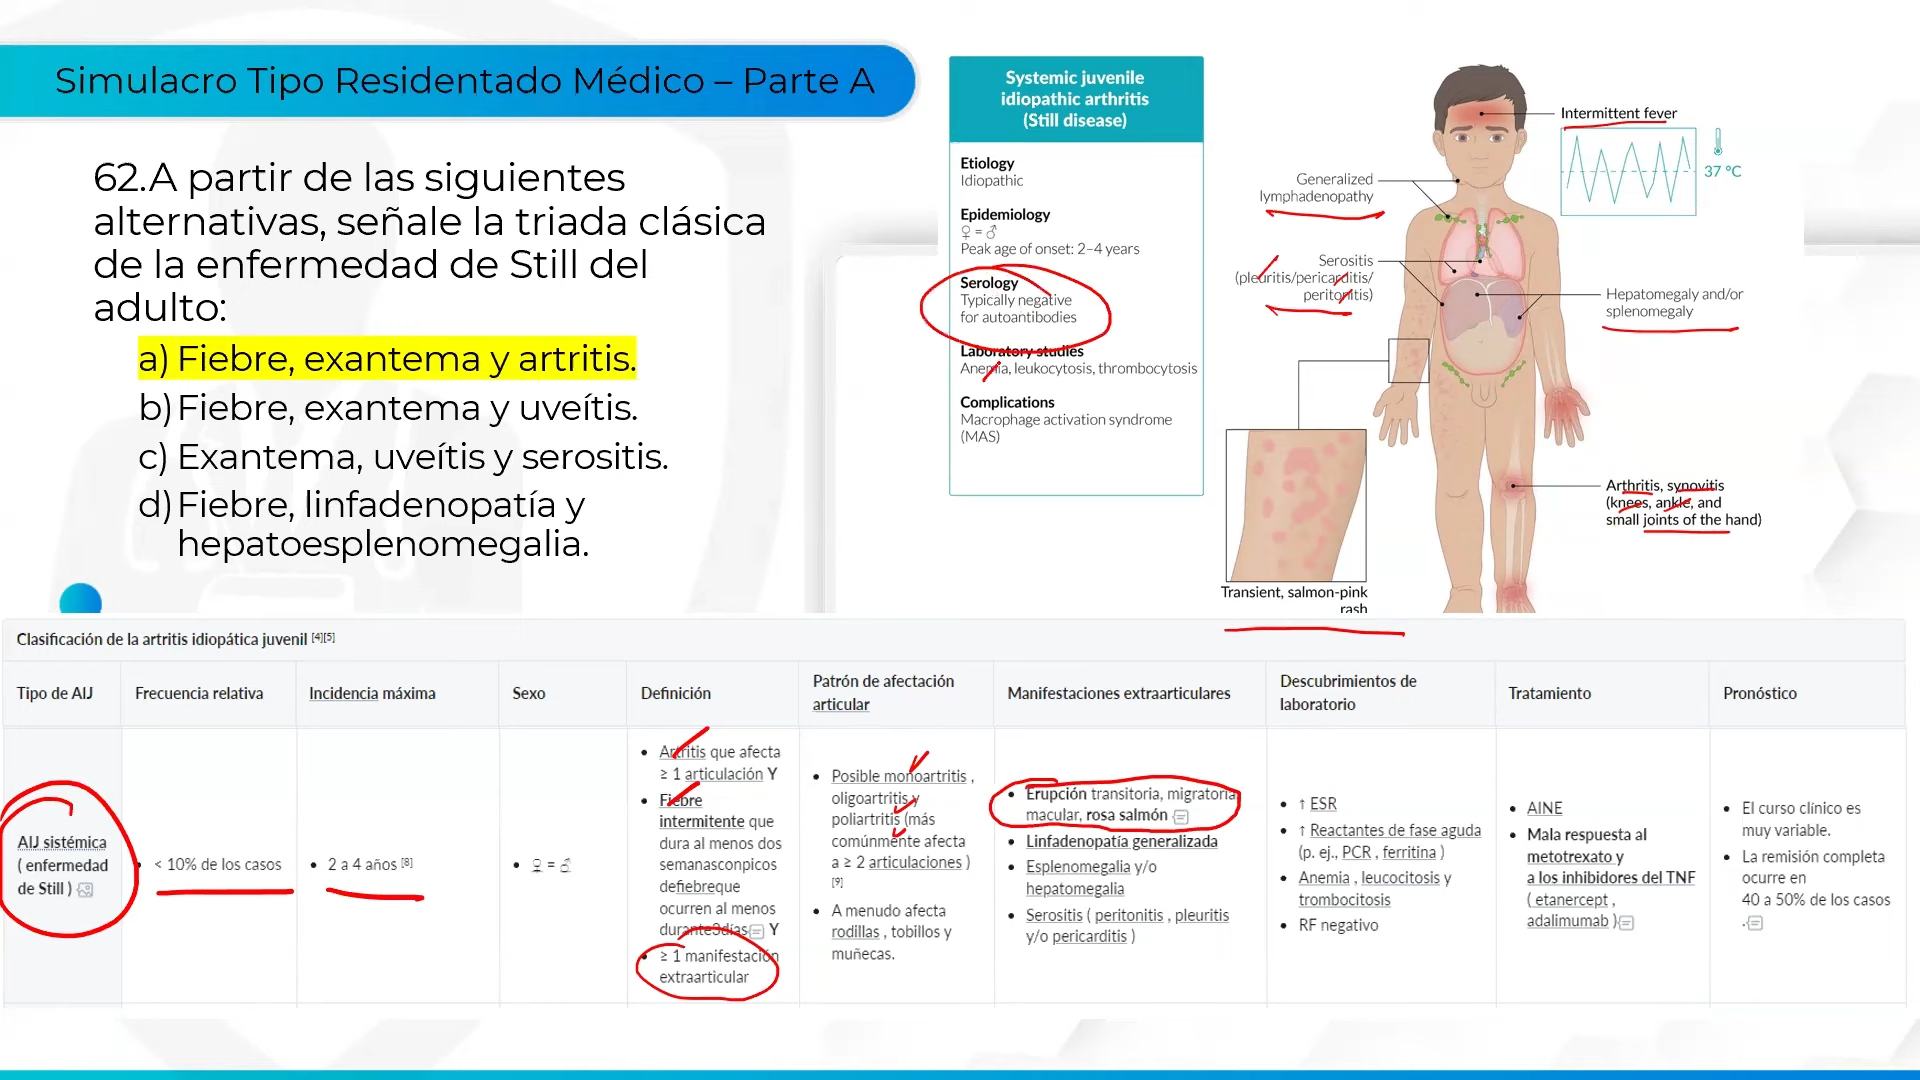 Simulacro Tipo Residentado Médico – Parte A
62.A partir de las siguientes
alternativas, señale la triada clásica
de la enfermedad de Still del
adulto:
a) Fiebre, exantema y artritis.
b) Fiebre, exantema y uveítis.
c) Exantema, uveítis y serositis.
d) Fiebre, linfadenopatía y
hepatoesplenomegalia.
Systemic juvenile
idiopathic arthritis
(Still disease)
Etiology
Idiopathic
Epidemiology
♀ = ♂
Peak age of onset: 2–4 years
Serology
Typically negative
for autoantibodies
Laboratory studies
Anemia, leukocytosis, thrombocytosis
Complications
Macrophage activation syndrome
(MAS)
Intermittent fever
37 °C
Generalized
lymphadenopathy
Serositis
(pleuritis/pericarditis/
peritonitis)
Hepatomegaly and/or
splenomegaly
Arthritis, synovitis
(knees, ankle, and
small joints of the hand)
Transient, salmon-pink
rash
Clasificación de la artritis idiopática juvenil [4][5]
Tipo de AIJ
Frecuencia relativa
Incidencia máxima
Sexo
Definición
Patrón de afectación
articular
Manifestaciones extraarticulares
Descubrimientos de
laboratorio
Tratamiento
Pronóstico
AIJ sistémica
( enfermedad
de Still )
• < 10% de los casos
• 2 a 4 años [8]
• ♀ = ♂
• Artritis que afecta
≥ 1 articulación Y
• Fiebre
intermitente que
dura al menos dos
semanasconpicos
defiebreque
ocurren al menos
durante3días Y
• ≥ 1 manifestación
extraarticular
• Posible monoartritis ,
oligoartritis y
poliartritis (más
comúnmente afecta
a ≥ 2 articulaciones )
[9]
• A menudo afecta
rodillas , tobillos y
muñecas.
• Erupción transitoria, migratoria,
macular, rosa salmón
• Linfadenopatía generalizada
• Esplenomegalia y/o
hepatomegalia
• Serositis ( peritonitis , pleuritis
y/o pericarditis )
• ↑ ESR
• ↑ Reactantes de fase aguda
(p. ej., PCR , ferritina )
• Anemia , leucocitosis y
trombocitosis
• RF negativo
• AINE
• Mala respuesta al
metotrexato y
a los inhibidores del TNF
( etanercept ,
adalimumab )
• El curso clínico es
muy variable.
• La remisión completa
ocurre en
40 a 50% de los casos
.